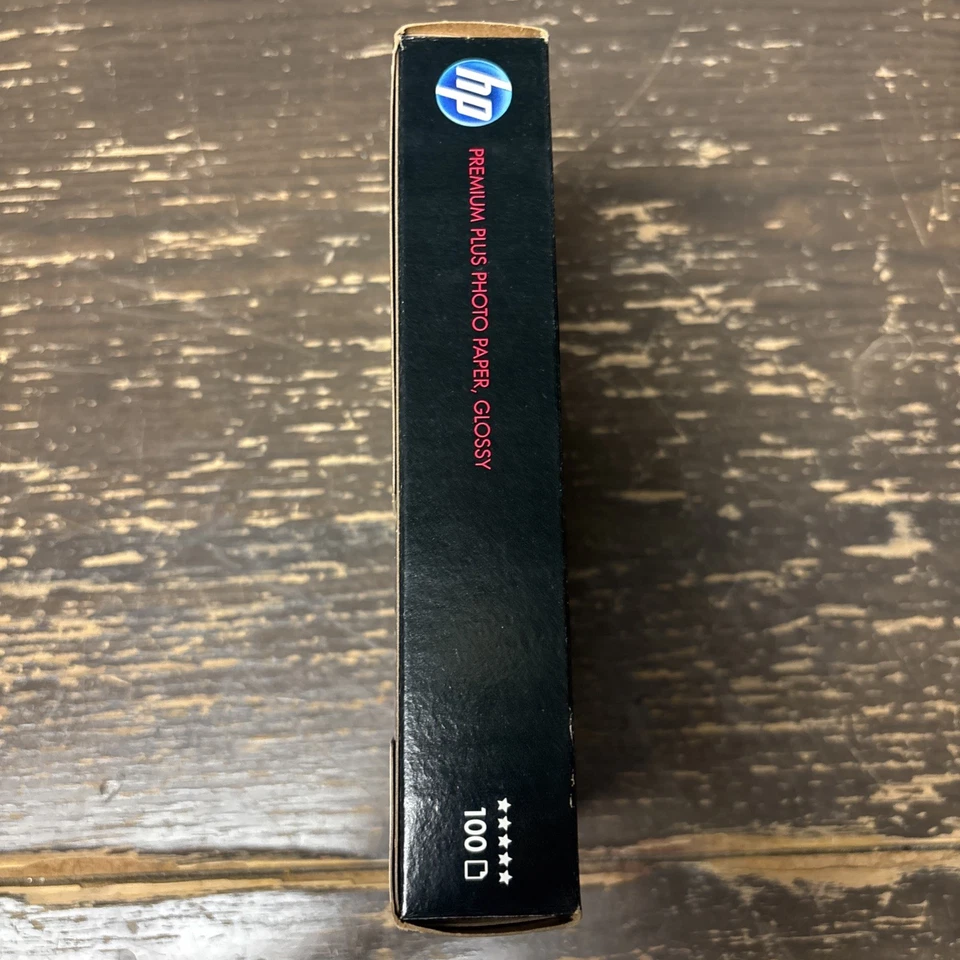 hp
PREMIUM PLUS PHOTO PAPER, GLOSSY
★★★★★
100